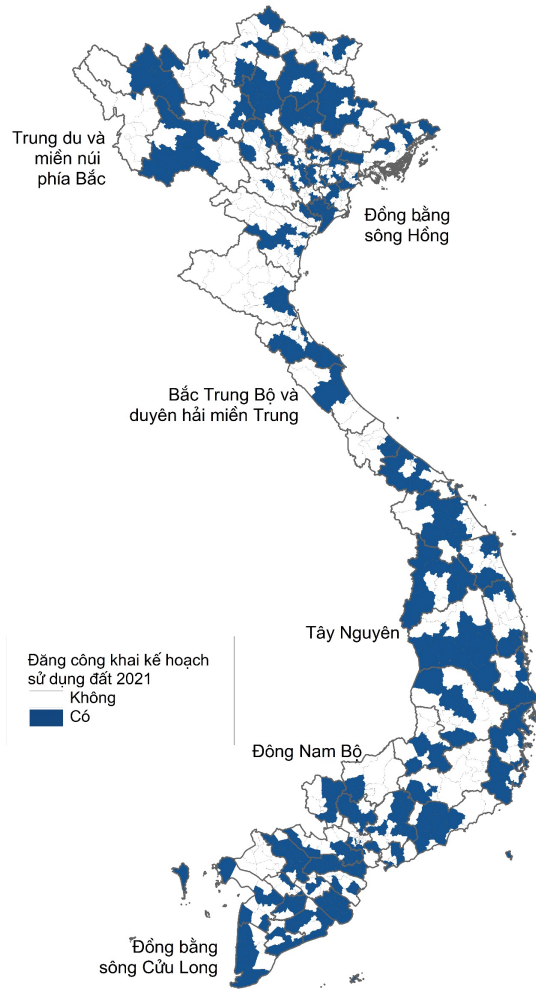 Trung du và
miền núi
phía Bắc
Đồng bằng
sông Hồng
Bắc Trung Bộ và
duyên hải miền Trung
Tây Nguyên
Đăng công khai kế hoạch
sử dụng đất 2021
Không
Có
Đông Nam Bộ
Đồng bằng
sông Cửu Long